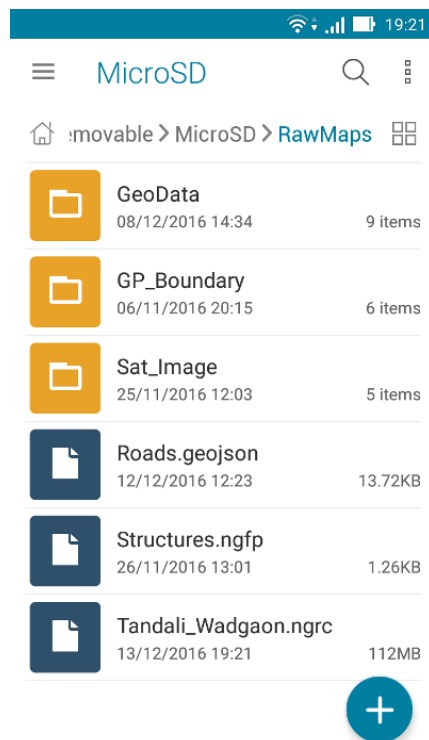 19:21
MicroSD
emovable > MicroSD > RawMaps
GeoData
08/12/2016 14:34 9 items
GP_Boundary
06/11/2016 20:15 6 items
Sat_Image
25/11/2016 12:03 5 items
Roads.geojson
12/12/2016 12:23 13.72KB
Structures.ngfp
26/11/2016 13:01 1.26KB
Tandali_Wadgaon.ngrc
13/12/2016 19:21 112MB